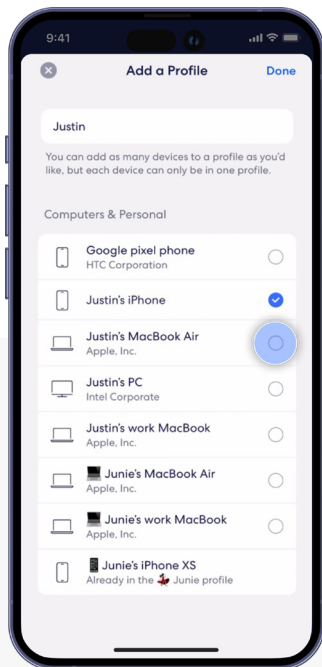 9:41
Add a Profile
Done
Justin
You can add as many devices to a profile as you'd
like, but each device can only be in one profile.
Computers & Personal
Google pixel phone
HTC Corporation
Justin's iPhone
Justin's MacBook Air
Apple, Inc.
Justin's PC
Intel Corporate
Justin's work MacBook
Apple, Inc.
💻 Junie's MacBook Air
Apple, Inc.
💻 Junie's work MacBook
Apple, Inc.
📱 Junie's iPhone XS
Already in the 💃 Junie profile